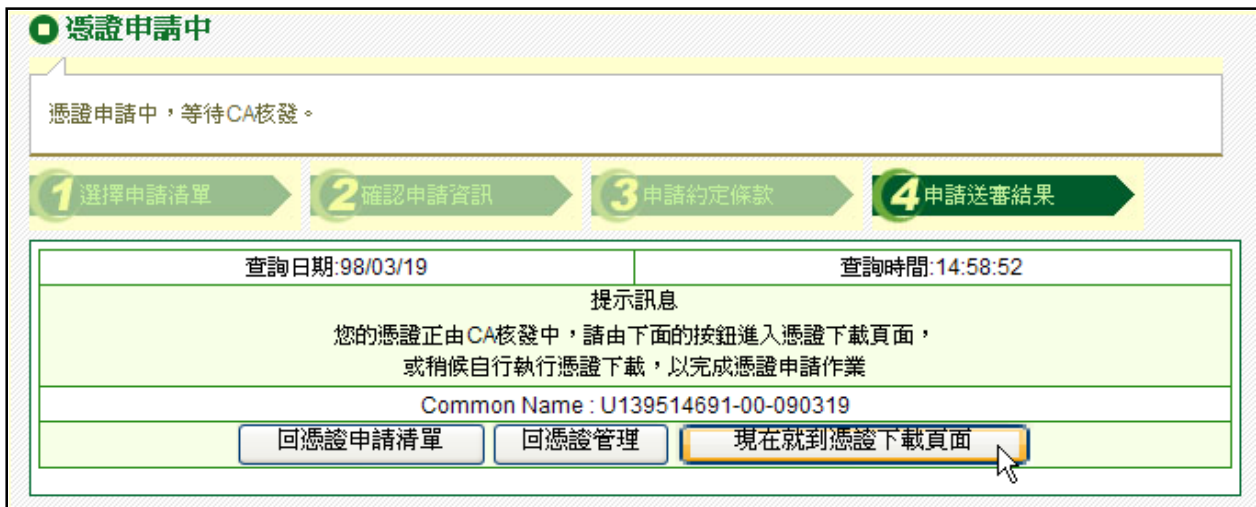 憑證申請中
憑證申請中，等待CA核發。
1 選擇申請清單
2 確認申請資訊
3 申請約定條款
4 申請送審結果
查詢日期:98/03/19
查詢時間:14:58:52
提示訊息
您的憑證正由CA核發中，請由下面的按鈕進入憑證下載頁面，
或稍候自行執行憑證下載，以完成憑證申請作業
Common Name : U139514691-00-090319
回憑證申請清單
回憑證管理
現在就到憑證下載頁面